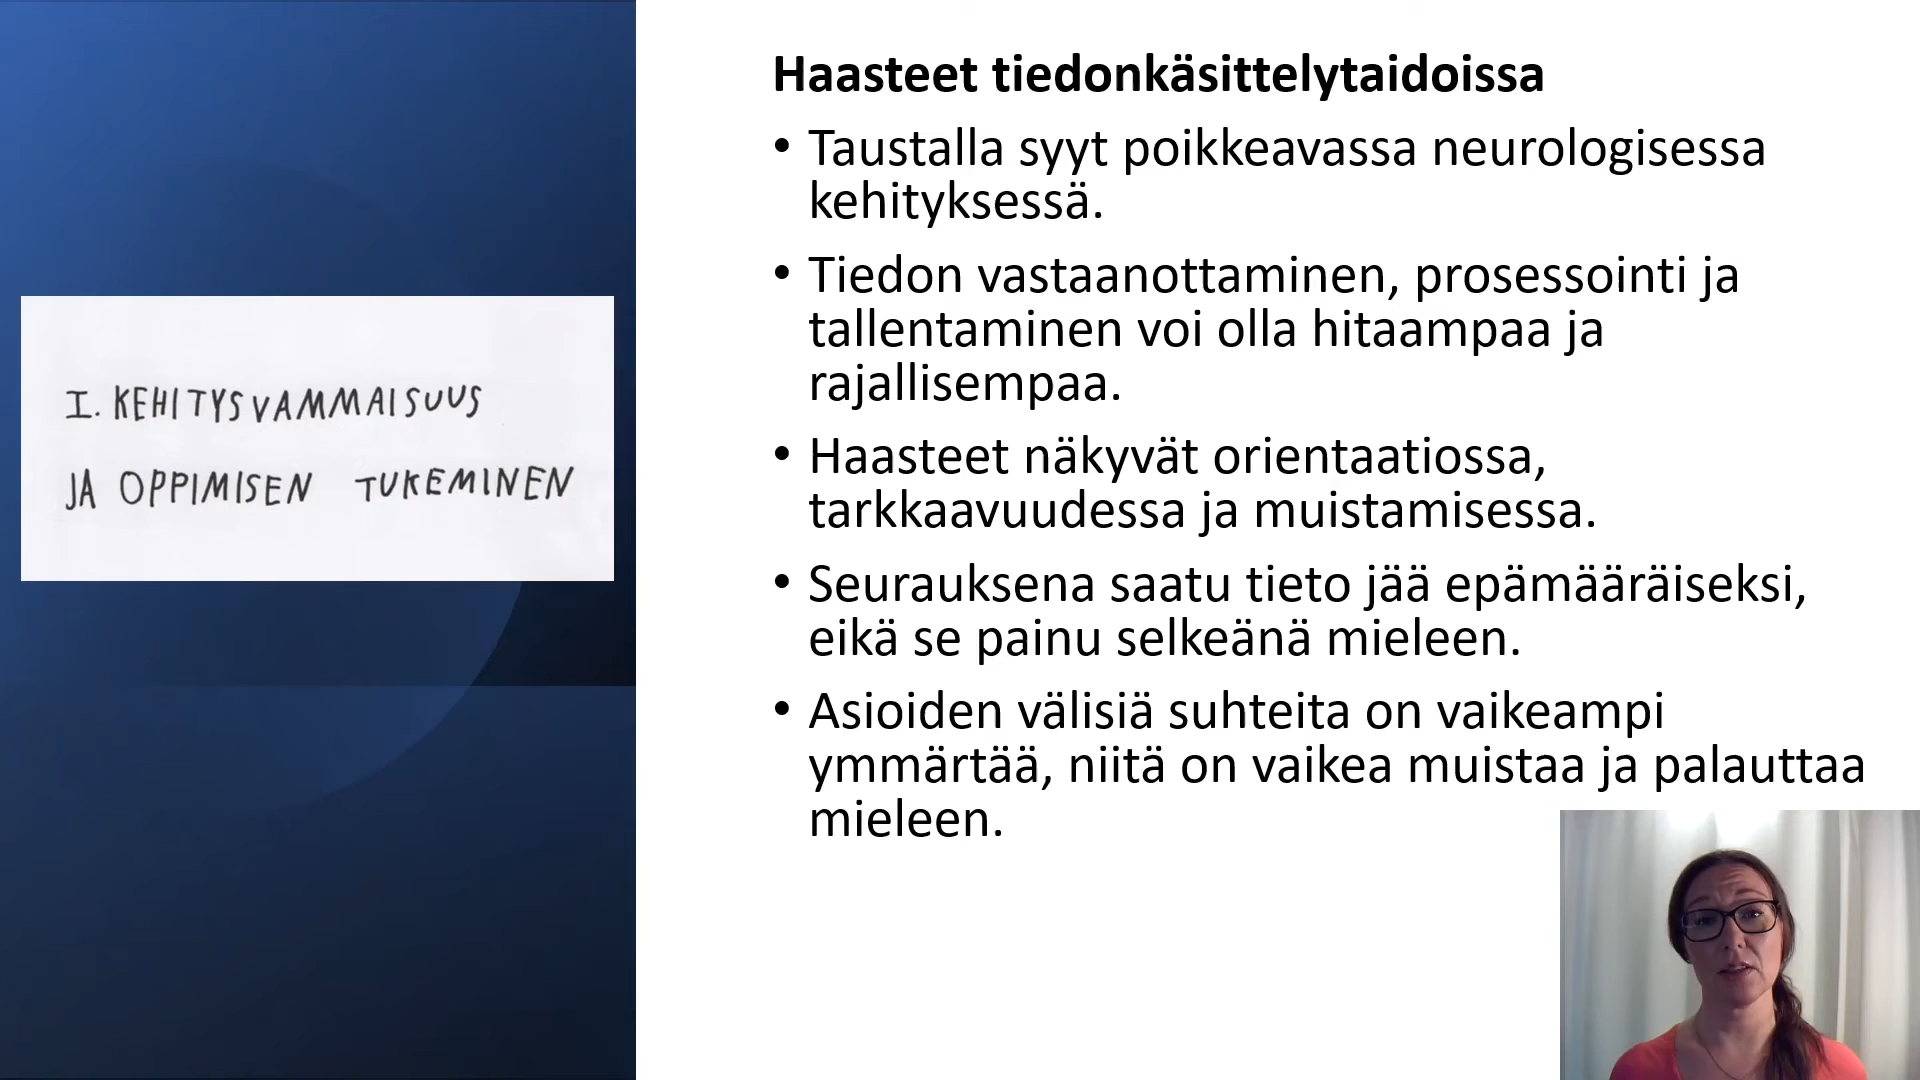 I. KEHITYSVAMMAISUUS
JA OPPIMISEN TUKEMINEN
Haasteet tiedonkäsittelytaidoissa
• Taustalla syyt poikkeavassa neurologisessa
kehityksessä.
• Tiedon vastaanottaminen, prosessointi ja
tallentaminen voi olla hitaampaa ja
rajallisempaa.
• Haasteet näkyvät orientaatiossa,
tarkkaavuudessa ja muistamisessa.
• Seurauksena saatu tieto jää epämääräiseksi,
eikä se painu selkeänä mieleen.
• Asioiden välisiä suhteita on vaikeampi
ymmärtää, niitä on vaikea muistaa ja palauttaa
mieleen.